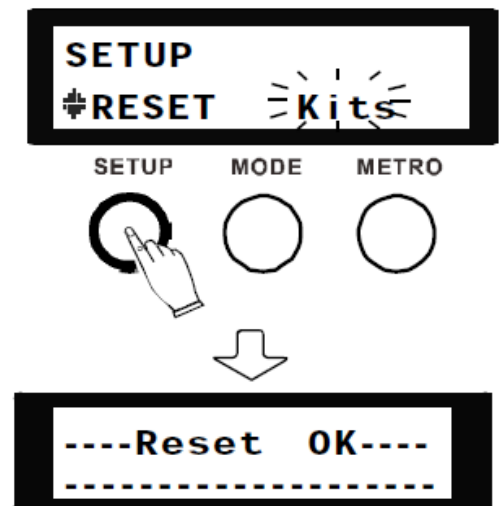 SETUP
RESET Kits
SETUP MODE METRO
----Reset OK----
--------------------